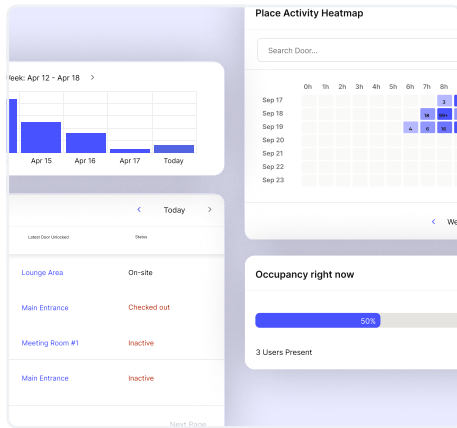 Place Activity Heatmap
Search Door...
0h 1h 2h 3h 4h 5h 6h 7h 8h
Sep 17 3
Sep 18 18 99+
Sep 19 4 6 16
Sep 20
Sep 21
Sep 22
Sep 23
Week: Apr 12 - Apr 18
Apr 15 Apr 16 Apr 17 Today
Today
Latest Door Unlocked Status
Lounge Area On-site
Main Entrance Checked out
Meeting Room #1 Inactive
Main Entrance Inactive
Next Page
Occupancy right now
50%
3 Users Present